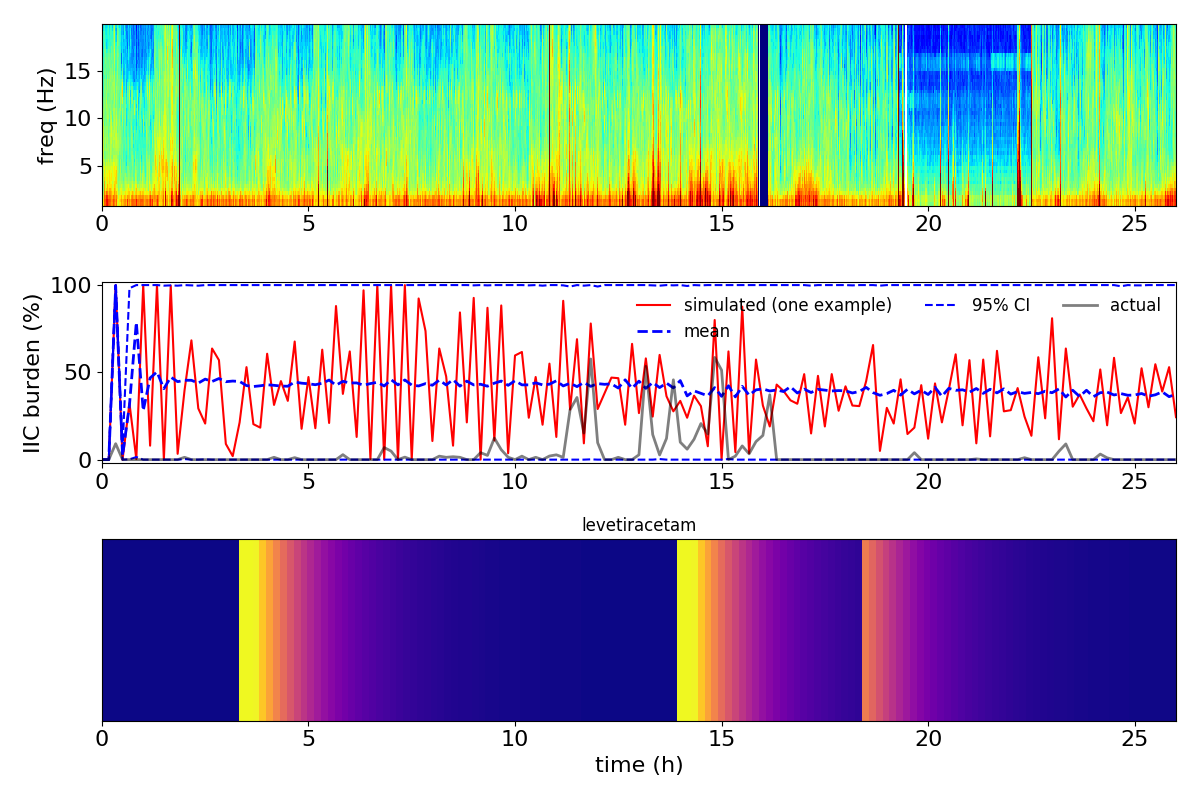 freq (Hz)
15
10
5
0 5 10 15 20 25
IIC burden (%)
100
50
0
simulated (one example)
mean
95% CI
actual
0 5 10 15 20 25
levetiracetam
0 5 10 15 20 25
time (h)